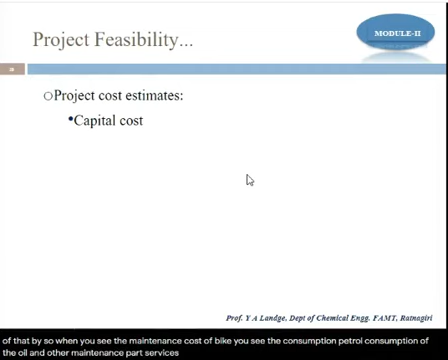 Project Feasibility...
MODULE-II
○Project cost estimates:
•Capital cost
Prof. Y A Landge, Dept of Chemical Engg. FAMT, Ratnagiri
of that by so when you see the maintenance cost of bike you see the consumption petrol consumption of
the oil and other maintenance part services